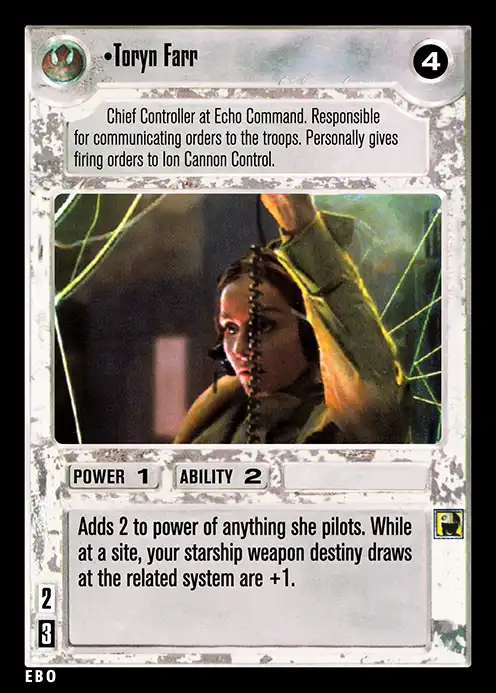 •Toryn Farr
4
Chief Controller at Echo Command. Responsible
for communicating orders to the troops. Personally gives
firing orders to Ion Cannon Control.
POWER 1 ABILITY 2
Adds 2 to power of anything she pilots. While
at a site, your starship weapon destiny draws
at the related system are +1.
2
3
EBO